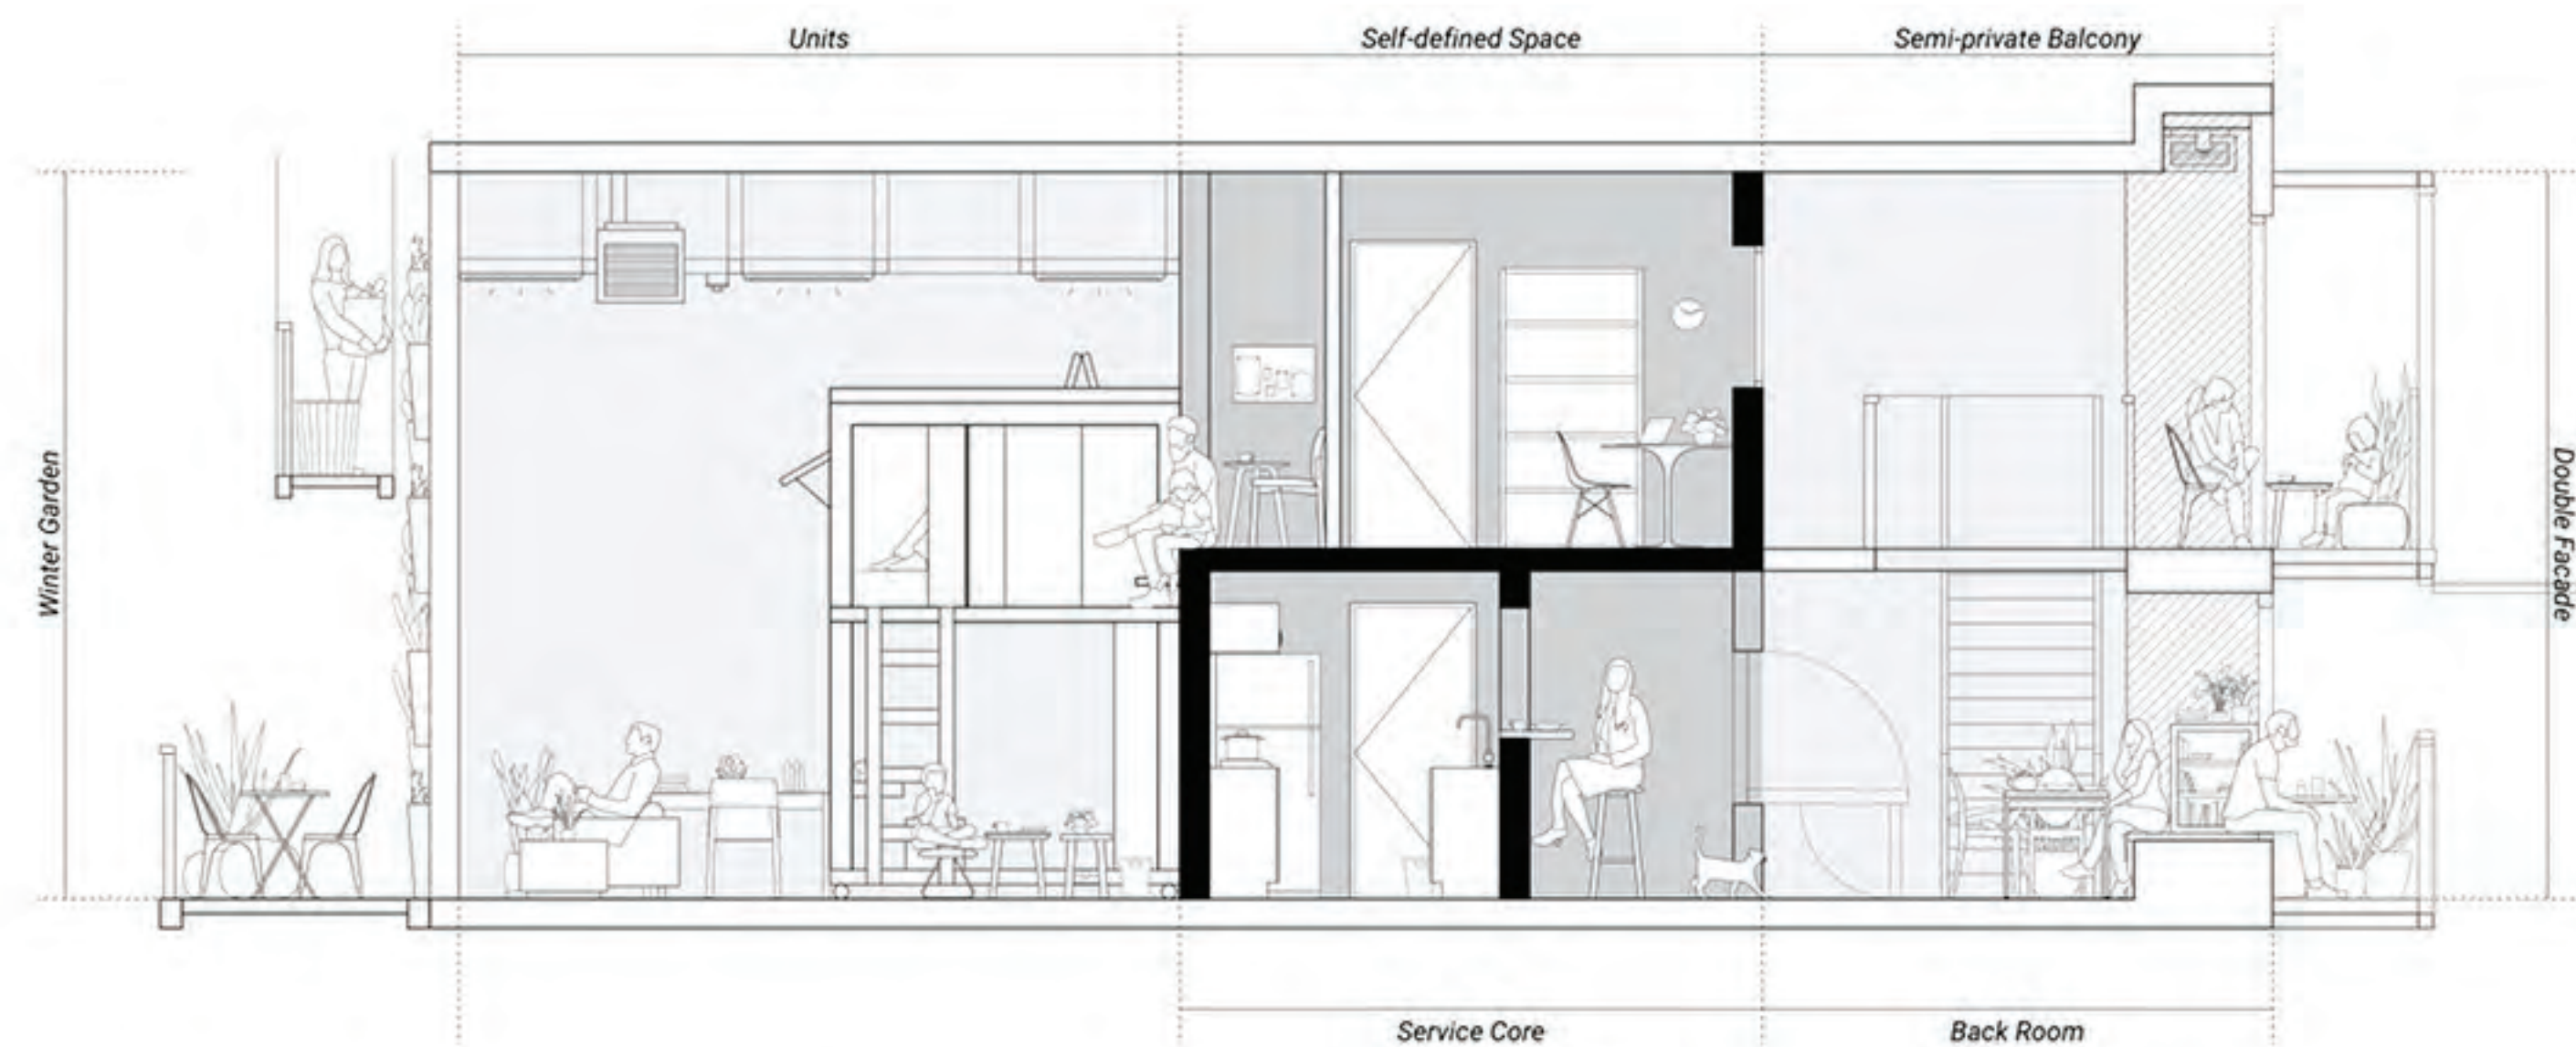 Units
Self-defined Space
Semi-private Balcony
Winter Garden
Double Facade
Service Core
Back Room